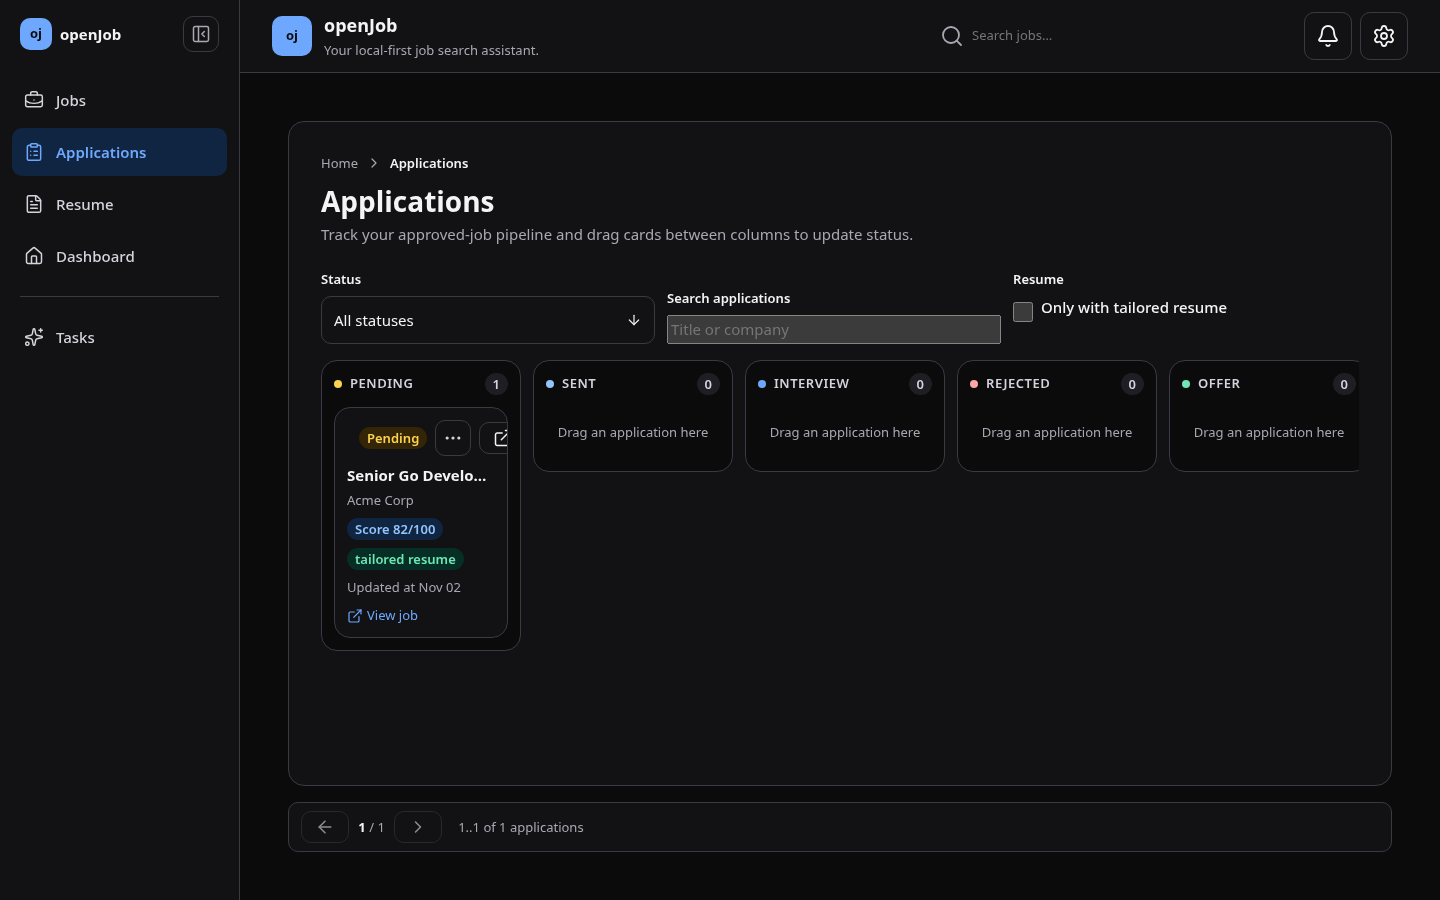 oj openJob
Jobs
Applications
Resume
Dashboard
Tasks
oj
openJob
Your local-first job search assistant.
Search jobs...
Home > Applications
Applications
Track your approved-job pipeline and drag cards between columns to update status.
Status
All statuses
Search applications
Title or company
Resume
Only with tailored resume
PENDING 1
Pending
Senior Go Develo...
Acme Corp
Score 82/100
tailored resume
Updated at Nov 02
View job
SENT 0
Drag an application here
INTERVIEW 0
Drag an application here
REJECTED 0
Drag an application here
OFFER 0
Drag an application here
1 / 1
1..1 of 1 applications